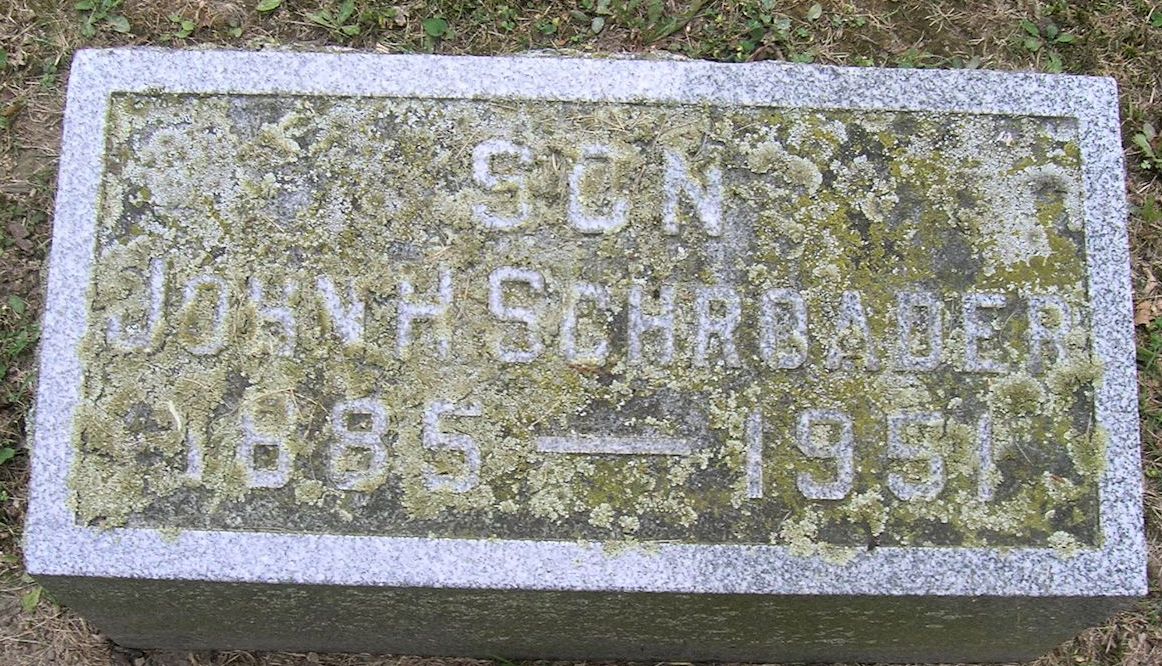 SON
JOHN H SCHROADER
1885 — 1951